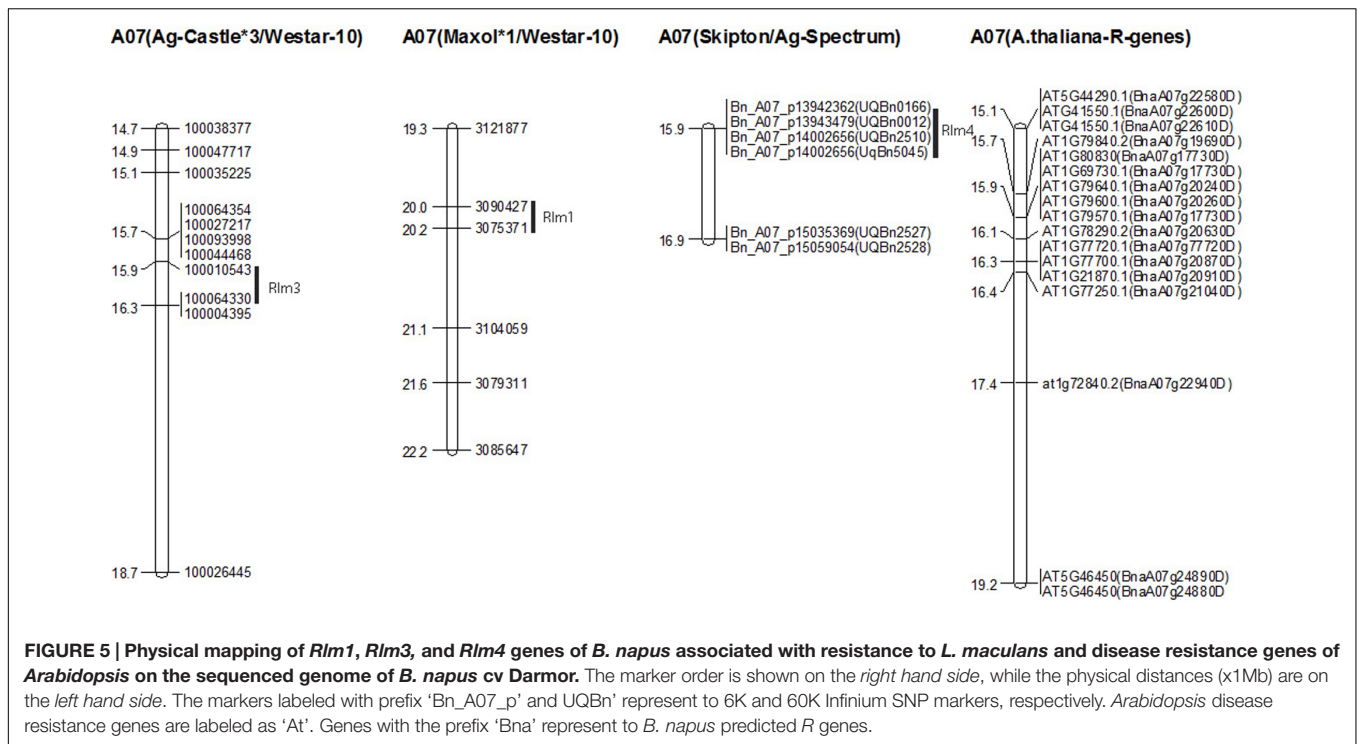 A07(Ag-Castle*3/Westar-10)
14.7 100038377
14.9 100047717
15.1 100035225
100064354
100027217
15.7 100093998
100044468
15.9 100010543
Rlm3
100064330
16.3 100004395
18.7 100026445
A07(Maxol*1/Westar-10)
19.3 3121877
20.0 3090427
Rlm1
20.2 3075371
21.1 3104059
21.6 3079311
22.2 3085647
A07(Skipton/Ag-Spectrum)
Bn_A07_p13942362(UQBn0166)
15.9 Bn_A07_p13943479(UQBn0012)
Rlm4
Bn_A07_p14002656(UQBn2510)
Bn_A07_p14002656(UqBn5045)
Bn_A07_p15035369(UQBn2527)
16.9 Bn_A07_p15059054(UQBn2528)
A07(A.thaliana-R-genes)
AT5G44290.1(BnaA07g22580D)
15.1 ATG41550.1(BnaA07g22600D)
ATG41550.1(BnaA07g22610D)
15.7 AT1G79840.2(BnaA07g19690D)
AT1G80830(BnaA07g17730D)
AT1G69730.1(BnaA07g17730D)
15.9 AT1G79640.1(BnaA07g20240D)
AT1G79600.1(BnaA07g20260D)
AT1G79570.1(BnaA07g17730D)
16.1 AT1G78290.2(BnaA07g20630D)
AT1G77720.1(BnaA07g77720D)
16.3 AT1G77700.1(BnaA07g20870D)
AT1G21870.1(BnaA07g20910D)
16.4 AT1G77250.1(BnaA07g21040D)
17.4 at1g72840.2(BnaA07g22940D)
AT5G46450(BnaA07g24890D)
19.2 AT5G46450(BnaA07g24880D
FIGURE 5 | Physical mapping of Rlm1, Rlm3, and Rlm4 genes of B. napus associated with resistance to L. maculans and disease resistance genes of
Arabidopsis on the sequenced genome of B. napus cv Darmor. The marker order is shown on the right hand side, while the physical distances (x1Mb) are on
the left hand side. The markers labeled with prefix ‘Bn_A07_p’ and UQBn’ represent to 6K and 60K Infinium SNP markers, respectively. Arabidopsis disease
resistance genes are labeled as ‘At’. Genes with the prefix ‘Bna’ represent to B. napus predicted R genes.